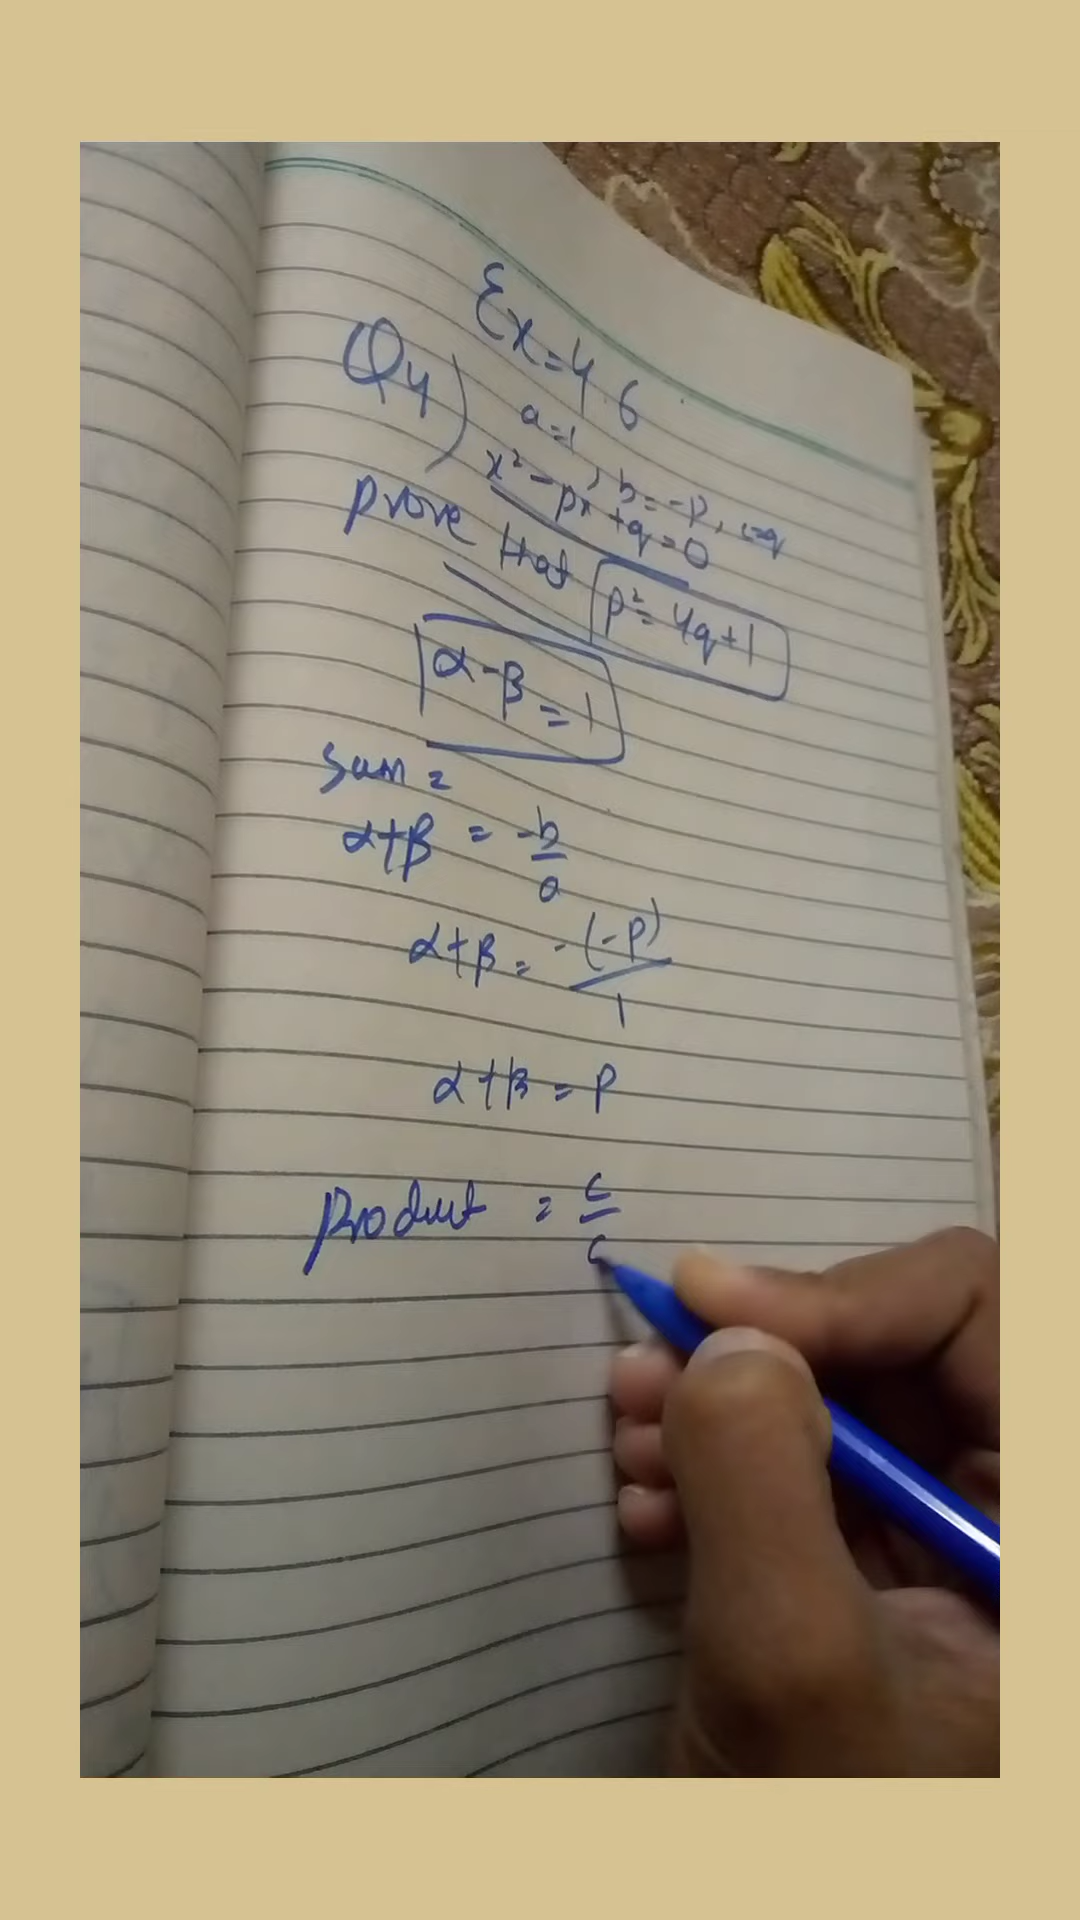 Ex=4.6
Q4)
a=1, b=-p, c=q
x² - px + q = 0
prove that p² = 4q+1
α-β=1
Sum =
α+β = -b/a
α+β = -(-p)/1
α+β = p
Product = c/